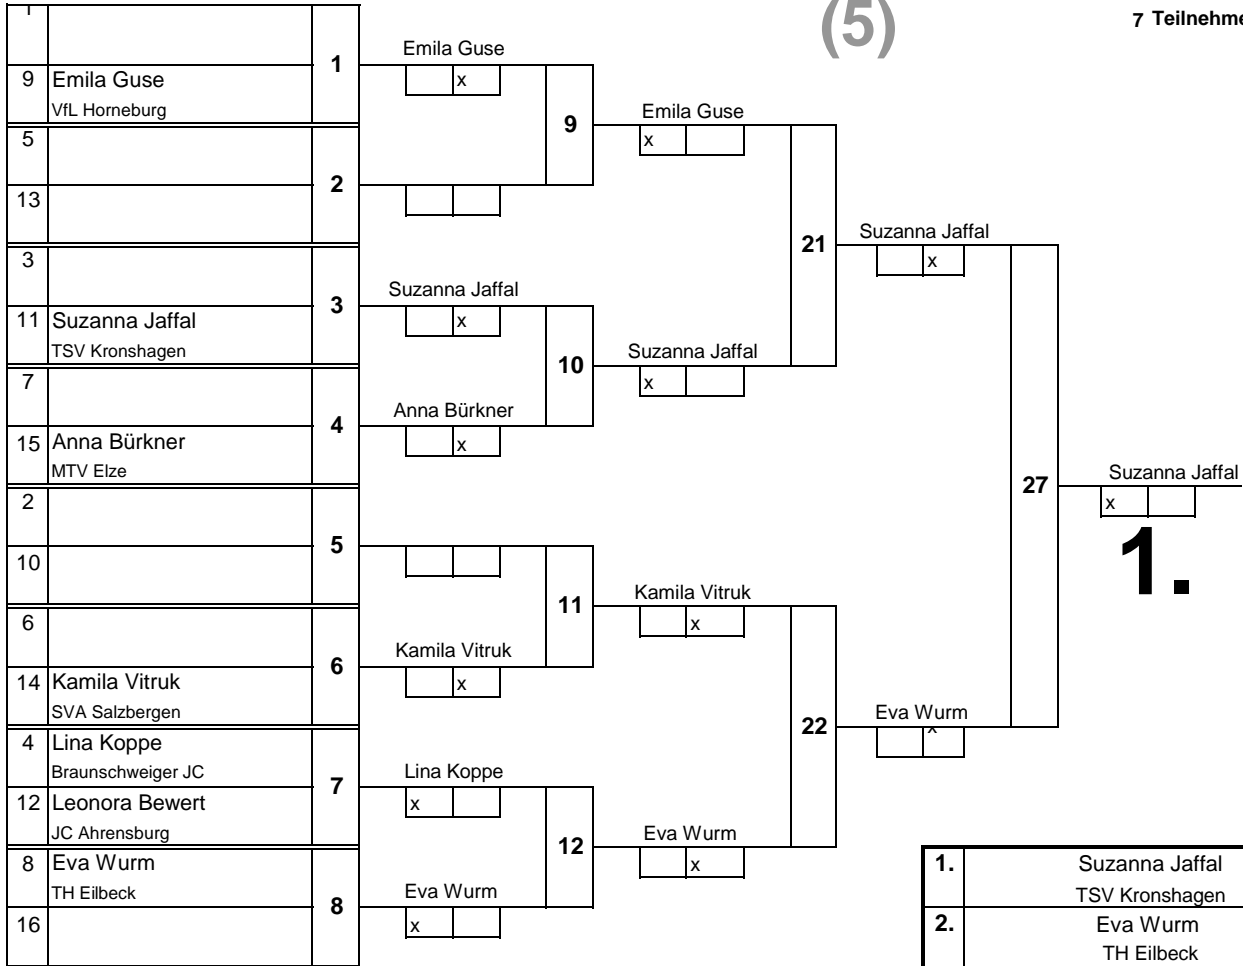 (5)
7 Teilnehme
1
Emila Guse
1
9 Emila Guse
x
VfL Horneburg
Emila Guse
9
5
x
2
13
Suzanna Jaffal
21
3
x
Suzanna Jaffal
3
11 Suzanna Jaffal
x
TSV Kronshagen
Suzanna Jaffal
10
7
x
Anna Bürkner
4
15 Anna Bürkner
x
MTV Elze
Suzanna Jaffal
27
2
x
1.
5
10
Kamila Vitruk
11
6
x
Kamila Vitruk
6
14 Kamila Vitruk
x
SVA Salzbergen
Eva Wurm
22
x
4 Lina Koppe
Braunschweiger JC
Lina Koppe
7
12 Leonora Bewert
x
JC Ahrensburg
Eva Wurm
12
8 Eva Wurm
x
TH Eilbeck
Eva Wurm
8
16
x
1. Suzanna Jaffal
TSV Kronshagen
2. Eva Wurm
TH Eilbeck